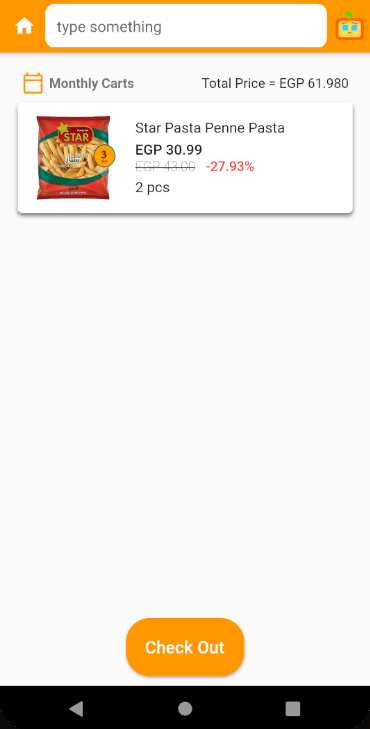 type something
Monthly Carts
Total Price = EGP 61.980
STAR
3
Star Pasta Penne Pasta
EGP 30.99
EGP 43.00 -27.93%
2 pcs
Check Out